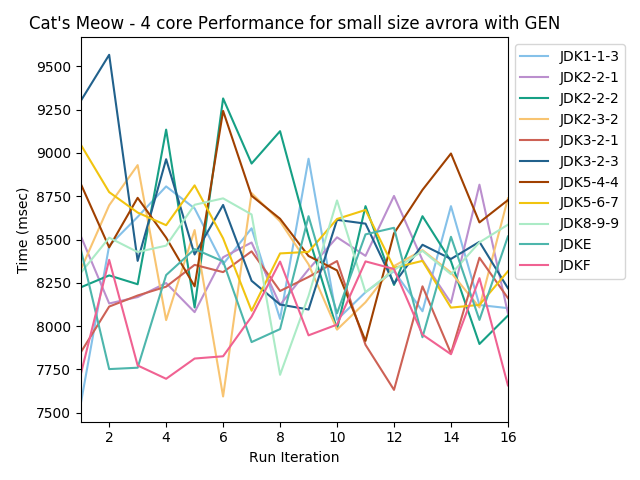 Cat's Meow - 4 core Performance for small size avrora with GEN
Time (msec)
9500
9250
9000
8750
8500
8250
8000
7750
7500
2 4 6 8 10 12 14 16
Run Iteration
JDK1-1-3
JDK2-2-1
JDK2-2-2
JDK2-3-2
JDK3-2-1
JDK3-2-3
JDK5-4-4
JDK5-6-7
JDK8-9-9
JDKE
JDKF